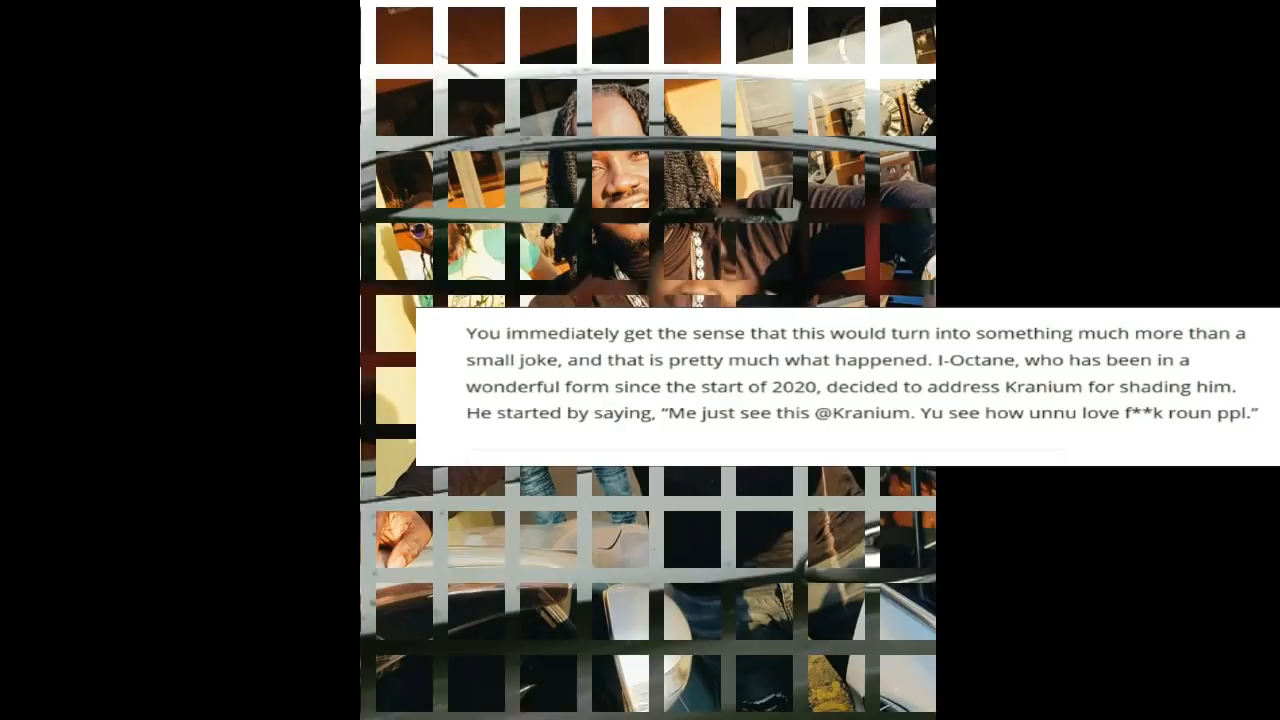 You immediately get the sense that this would turn into something much more than a
small joke, and that is pretty much what happened. I-Octane, who has been in a
wonderful form since the start of 2020, decided to address Kranium for shading him.
He started by saying, “Me just see this @Kranium. Yu see how unnu love f**k roun ppl.”